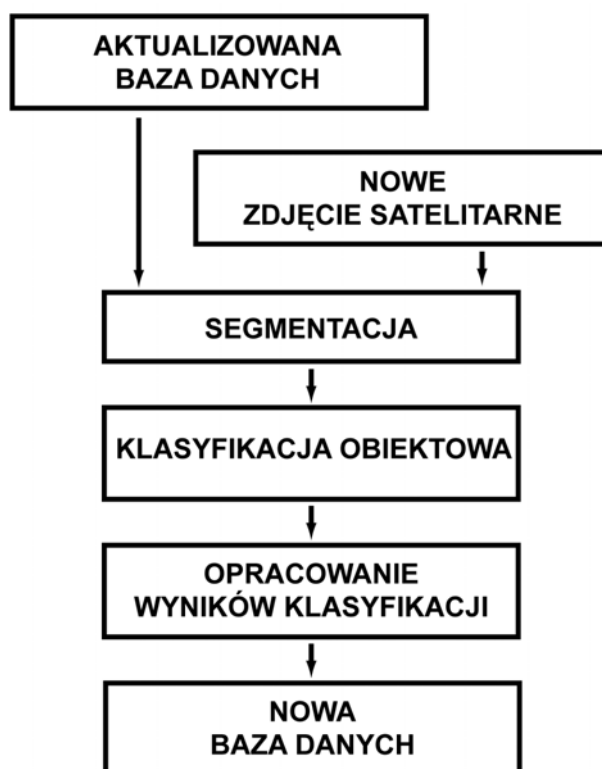 AKTUALIZOWANA
BAZA DANYCH
NOWE
ZDJĘCIE SATELITARNE
SEGMENTACJA
KLASYFIKACJA OBIEKTOWA
OPRACOWANIE
WYNIKÓW KLASYFIKACJI
NOWA
BAZA DANYCH